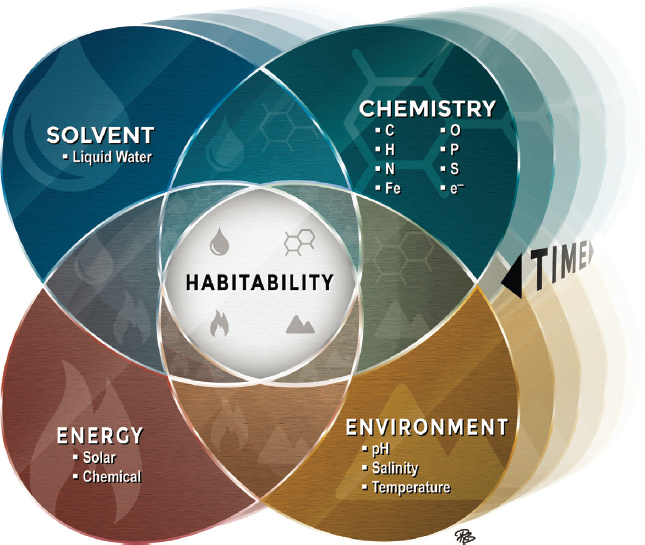 SOLVENT
▪ Liquid Water
CHEMISTRY
▪ C ▪ O
▪ H ▪ P
▪ N ▪ S
▪ Fe ▪ e⁻
TIME
HABITABILITY
ENERGY
▪ Solar
▪ Chemical
ENVIRONMENT
▪ pH
▪ Salinity
▪ Temperature